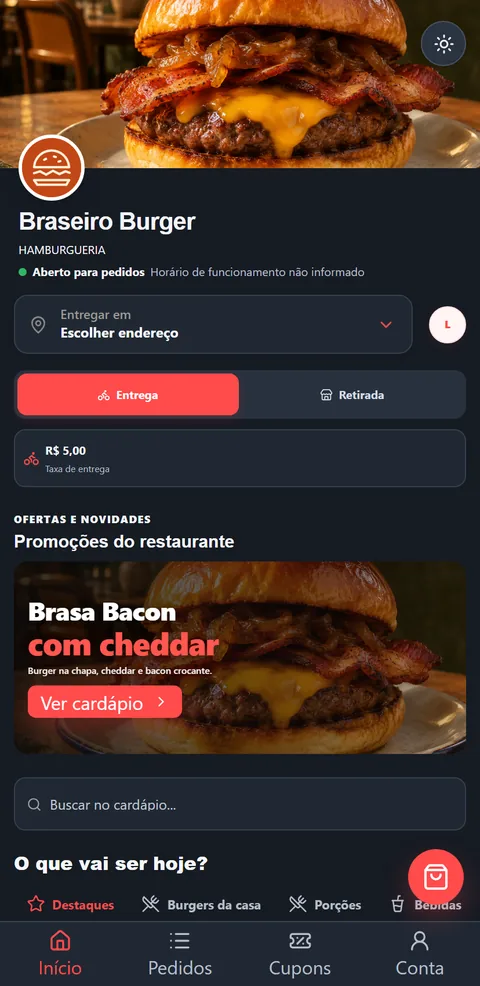 Braseiro Burger
HAMBURGUERIA
Aberto para pedidos Horário de funcionamento não informado
Entregar em
Escolher endereço
L
Entrega
Retirada
R$ 5,00
Taxa de entrega
OFERTAS E NOVIDADES
Promoções do restaurante
Brasa Bacon
com cheddar
Burger na chapa, cheddar e bacon crocante.
Ver cardápio
Buscar no cardápio...
O que vai ser hoje?
Destaques
Burgers da casa
Porções
Bebidas
Início
Pedidos
Cupons
Conta